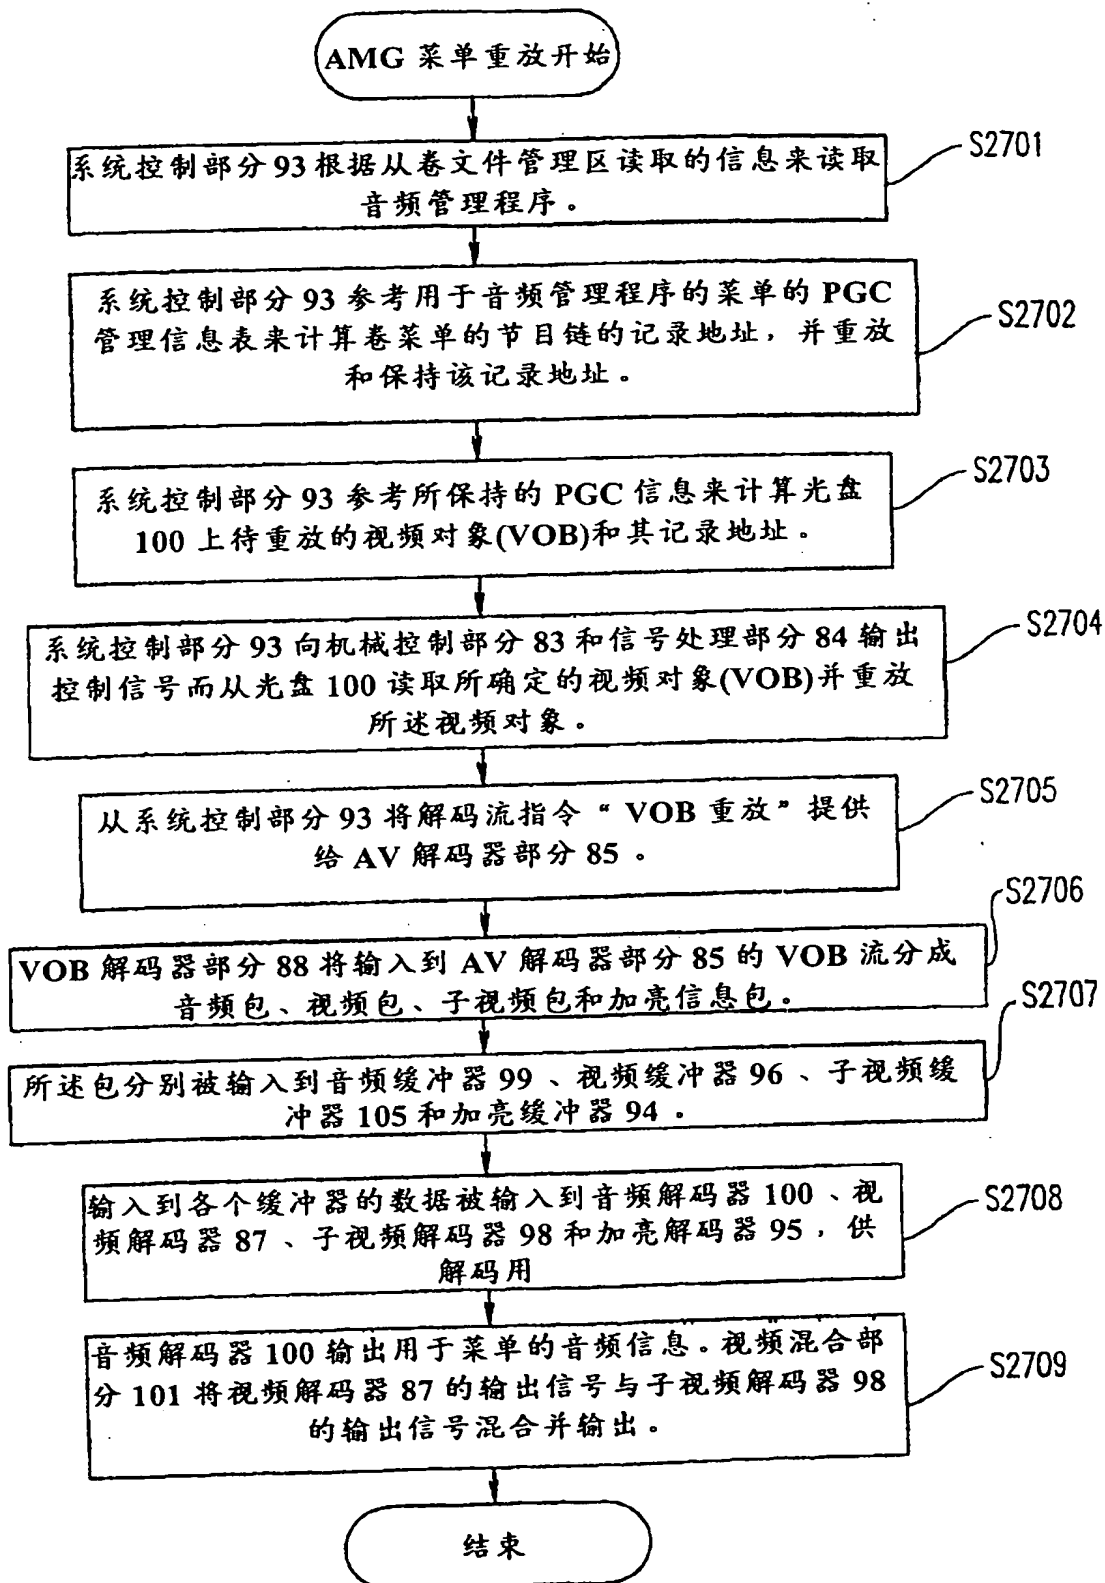 AMG 菜单重放开始
系统控制部分 93 根据从卷文件管理区读取的信息来读取
音频管理程序。
S2701
系统控制部分 93 参考用于音频管理程序的菜单的 PGC
管理信息表来计算卷菜单的节目链的记录地址，并重放
和保持该记录地址。
S2702
系统控制部分 93 参考所保持的 PGC 信息来计算光盘
100 上待重放的视频对象(VOB)和其记录地址。
S2703
系统控制部分 93 向机械控制部分 83 和信号处理部分 84 输出
控制信号而从光盘 100 读取所确定的视频对象(VOB)并重放
所述视频对象。
S2704
从系统控制部分 93 将解码流指令“VOB 重放”提供
给 AV 解码器部分 85 。
S2705
VOB 解码器部分 88 将输入到 AV 解码器部分 85 的 VOB 流分成
音频包、视频包、子视频包和加亮信息包。
S2706
所述包分别被输入到音频缓冲器 99 、视频缓冲器 96 、子视频缓
冲器 105 和加亮缓冲器 94 。
S2707
输入到各个缓冲器的数据被输入到音频解码器 100 、视
频解码器 87 、子视频解码器 98 和加亮解码器 95 ，供
解码用
S2708
音频解码器 100 输出用于菜单的音频信息。视频混合部
分 101 将视频解码器 87 的输出信号与子视频解码器 98
的输出信号混合并输出。
S2709
结束